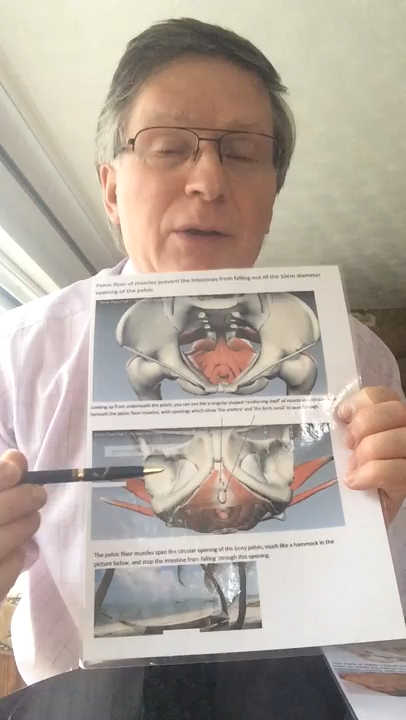 Pelvic floor of muscles prevent the intestines from falling out of the 10cm diameter
opening of the pelvic
Looking up from underneath the pelvis, you can see the triangular shaped 'reinforcing shelf' of muscle
beneath the pelvic floor muscles, with openings which allow 'the urethra' and 'the birth canal' to pass through.
The pelvic floor muscles span the circular opening of the bony pelvis, much like a hammock in the
picture below, and stop the intestine from falling through this opening.